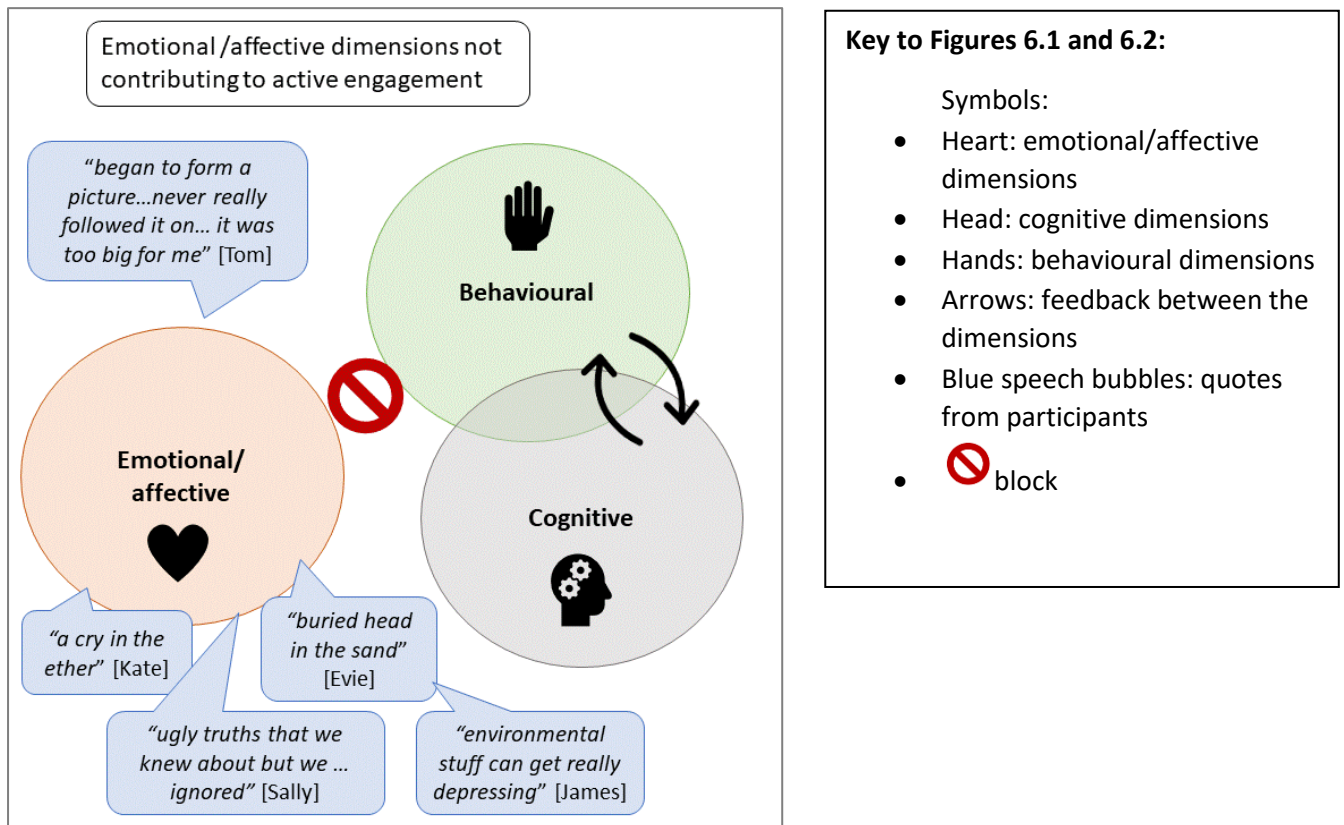 Emotional /affective dimensions not
contributing to active engagement
“began to form a
picture...never really
followed it on... it was
too big for me” [Tom]
Behavioural
Emotional/
affective
Cognitive
“a cry in the
ether” [Kate]
“buried head
in the sand”
[Evie]
“ugly truths that we
knew about but we ...
ignored” [Sally]
“environmental
stuff can get really
depressing” [James]
Key to Figures 6.1 and 6.2:
Symbols:
• Heart: emotional/affective
dimensions
• Head: cognitive dimensions
• Hands: behavioural dimensions
• Arrows: feedback between the
dimensions
• Blue speech bubbles: quotes
from participants
• block